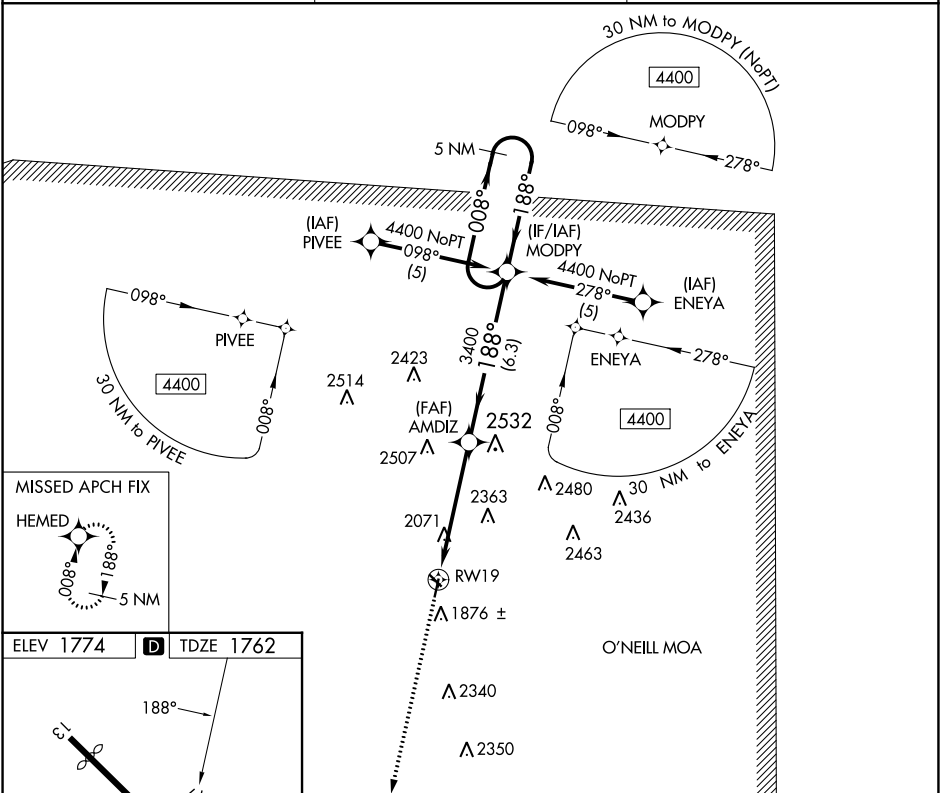 30 NM to MODPY (NoPT)
4400
MODPY
098°
278°
5 NM
008°
188°
(IAF)
PIVEE
4400 NoPT
098°
(5)
(IF/IAF)
MODPY
4400 NoPT
278°
(5)
(IAF)
ENEYA
098°
PIVEE
4400
008°
30 NM to PIVEE
3400
188°
(6.3)
ENEYA
278°
008°
4400
30 NM to ENEYA
2423
2514
(FAF)
AMDIZ
2532
2507
2480
2436
2363
2071
2463
MISSED APCH FIX
HEMED
008°
188°
5 NM
RW19
1876 ±
O'NEILL MOA
2340
2350
ELEV 1774
D
TDZE 1762
188°
13